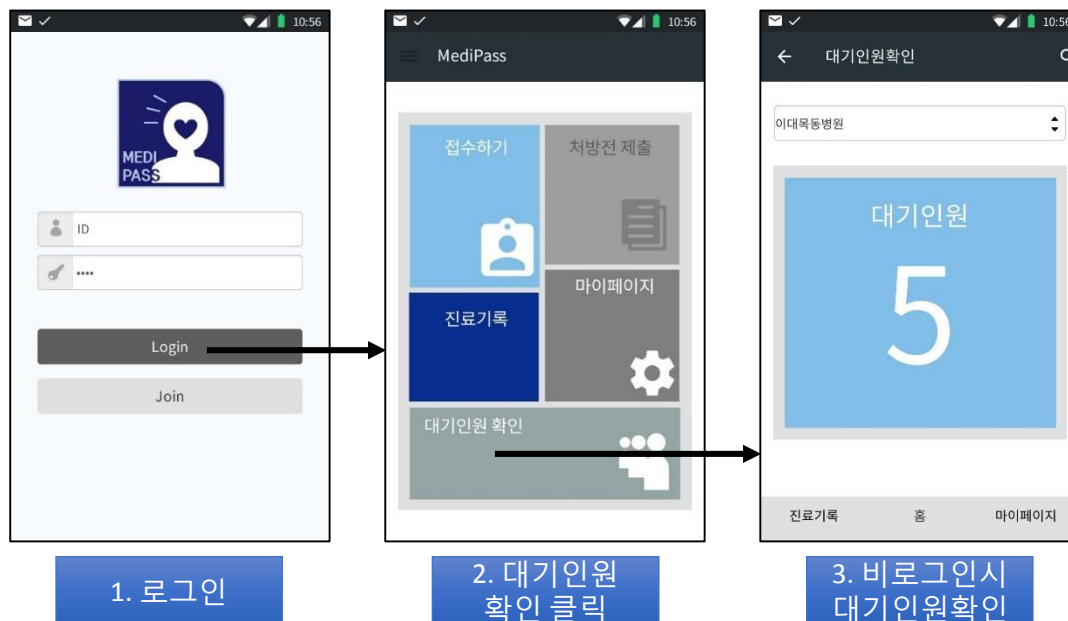 10:56
MEDI
PASS
ID
Login
Join
1. 로그인
10:56
MediPass
접수하기
처방전 제출
진료기록
마이페이지
대기인원 확인
2. 대기인원
확인 클릭
10:56
대기인원확인
이대목동병원
대기인원
5
진료기록 홈 마이페이지
3. 비로그인시
대기인원확인